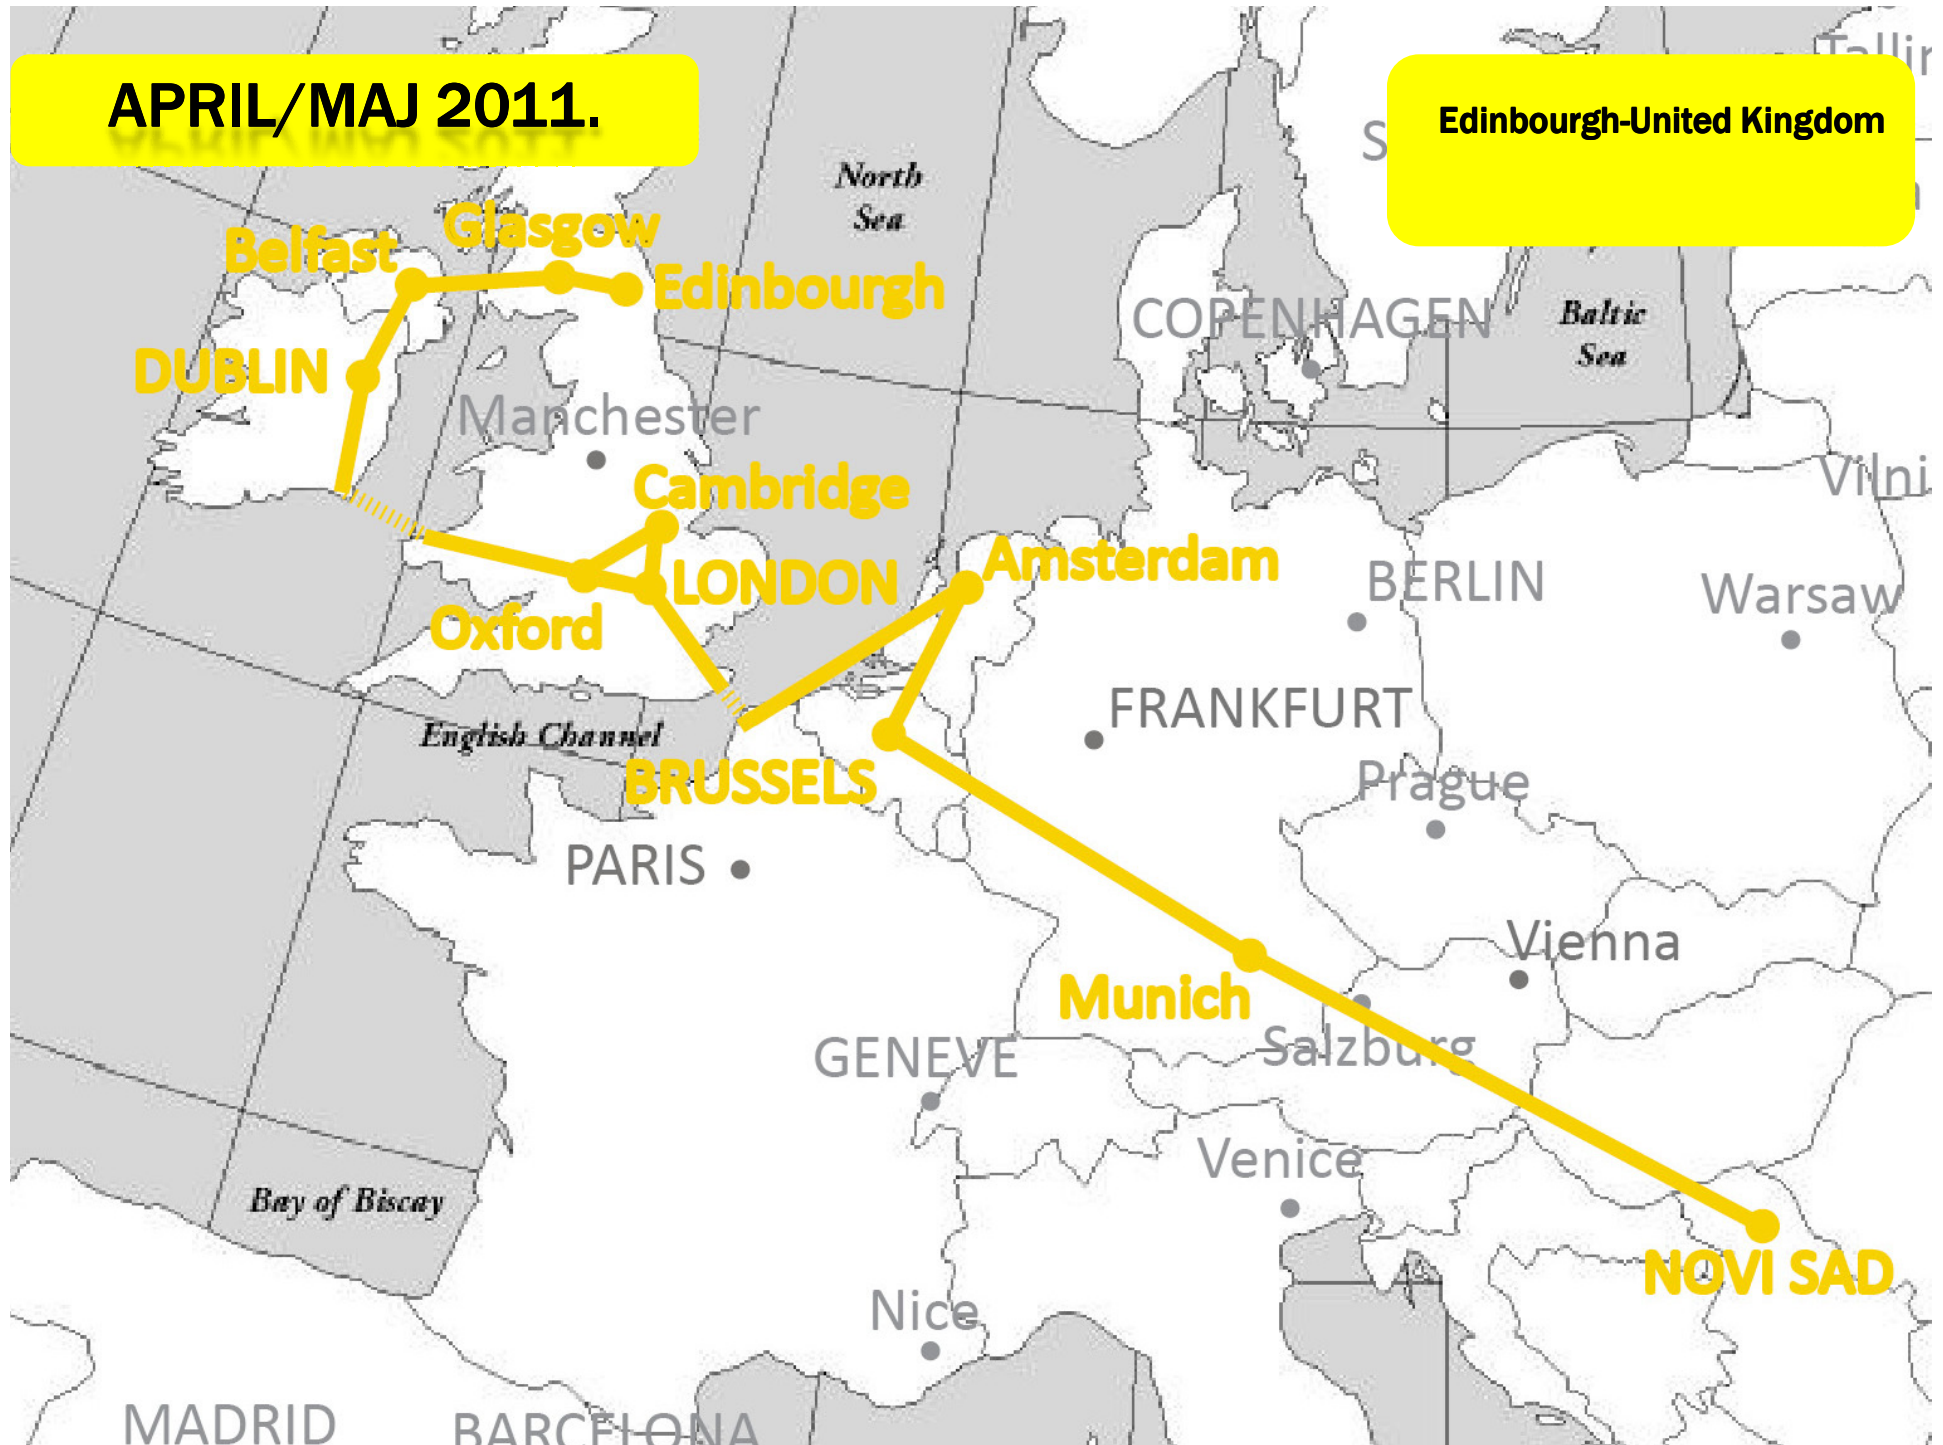 APRIL/MAJ 2011.
Edinbourgh-United Kingdom
North
Sea
Glasgow
Belfast
Edinbourgh
COPENHAGEN
Baltic
Sea
DUBLIN
Manchester
Cambridge
Vilni
Amsterdam
LONDON
BERLIN
Warsaw
Oxford
FRANKFURT
English Channel
BRUSSELS
Prague
PARIS
Vienna
Munich
Salzburg
GENEVE
Venice
Bay of Biscay
NOVI SAD
Nice
MADRID
BARCELONA